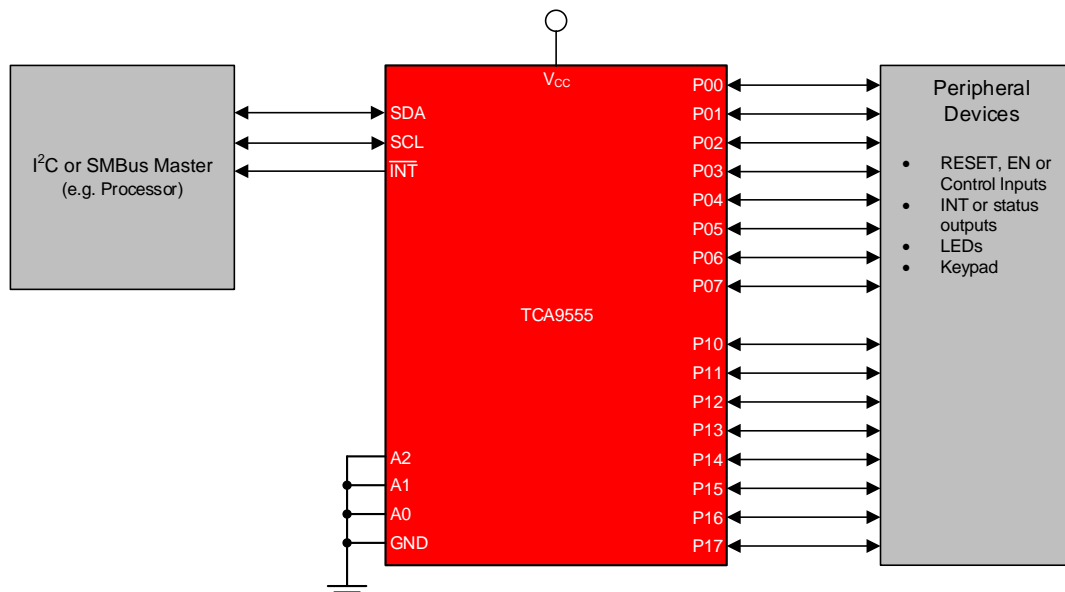 V_CC
I²C or SMBus Master
(e.g. Processor)
SDA
SCL
I̅N̅T̅
TCA9555
A2
A1
A0
GND
P00
P01
P02
P03
P04
P05
P06
P07
P10
P11
P12
P13
P14
P15
P16
P17
Peripheral
Devices
• RESET, EN or
Control Inputs
• INT or status
outputs
• LEDs
• Keypad